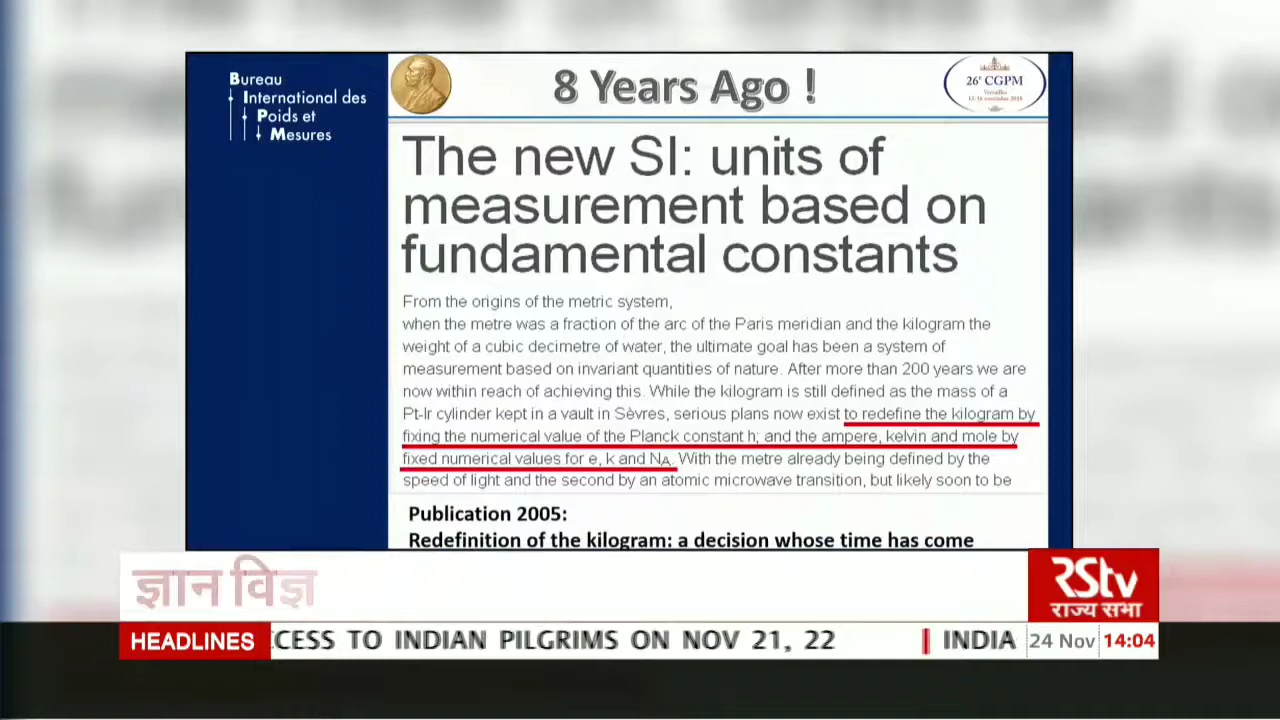 Bureau
International des
Poids et
Mesures
8 Years Ago !
26e CGPM
Versailles
13-16 novembre 2018
The new SI: units of
measurement based on
fundamental constants
From the origins of the metric system,
when the metre was a fraction of the arc of the Paris meridian and the kilogram the
weight of a cubic decimetre of water, the ultimate goal has been a system of
measurement based on invariant quantities of nature. After more than 200 years we are
now within reach of achieving this. While the kilogram is still defined as the mass of a
Pt-Ir cylinder kept in a vault in Sèvres, serious plans now exist to redefine the kilogram by
fixing the numerical value of the Planck constant h; and the ampere, kelvin and mole by
fixed numerical values for e, k and NA. With the metre already being defined by the
speed of light and the second by an atomic microwave transition, but likely soon to be
Publication 2005:
Redefinition of the kilogram: a decision whose time has come
ज्ञान विज्ञ
RSTV
राज्य सभा
HEADLINES CCESS TO INDIAN PILGRIMS ON NOV 21, 22 | INDIA 24 Nov 14:04